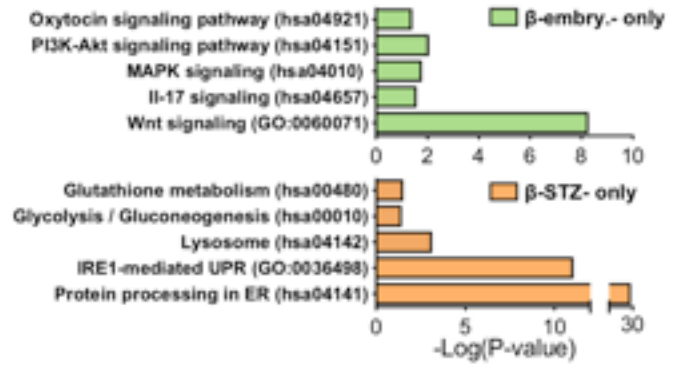 Oxytocin signaling pathway (hsa04921)
β-embry.- only
PI3K-Akt signaling pathway (hsa04151)
MAPK signaling (hsa04010)
Il-17 signaling (hsa04657)
Wnt signaling (GO:0060071)
0 2 4 6 8 10
Glutathione metabolism (hsa00480)
β-STZ- only
Glycolysis / Gluconeogenesis (hsa00010)
Lysosome (hsa04142)
IRE1-mediated UPR (GO:0036498)
Protein processing in ER (hsa04141)
0 5 10 30
-Log(P-value)